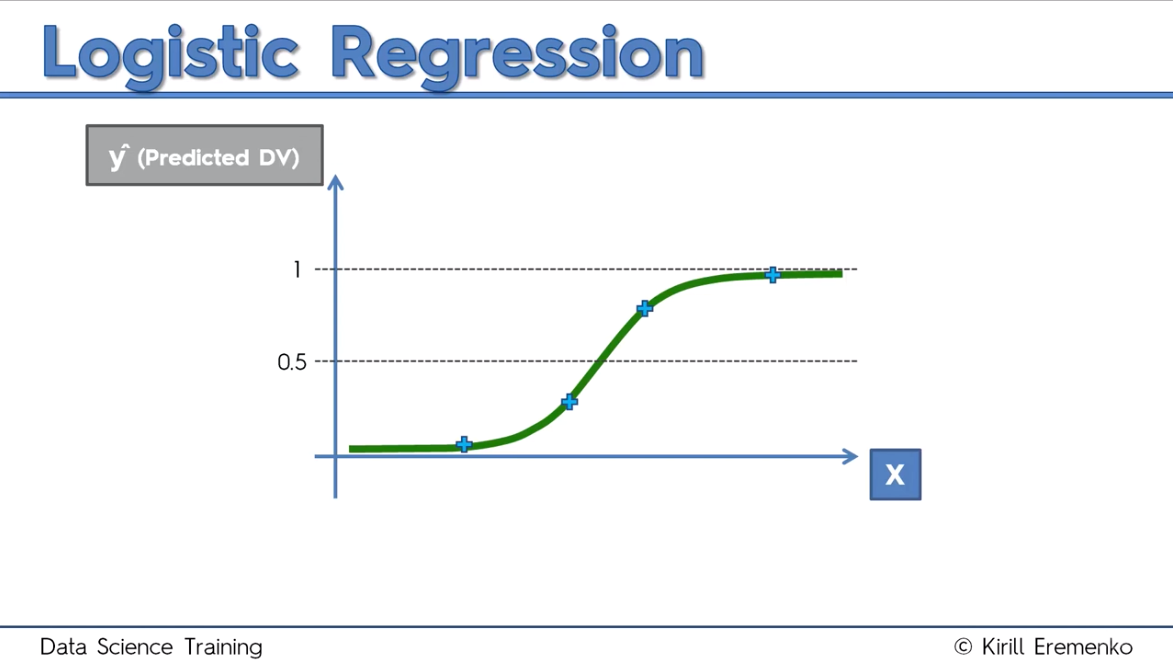 Logistic Regression
ŷ (Predicted DV)
1
0.5
X
Data Science Training
© Kirill Eremenko